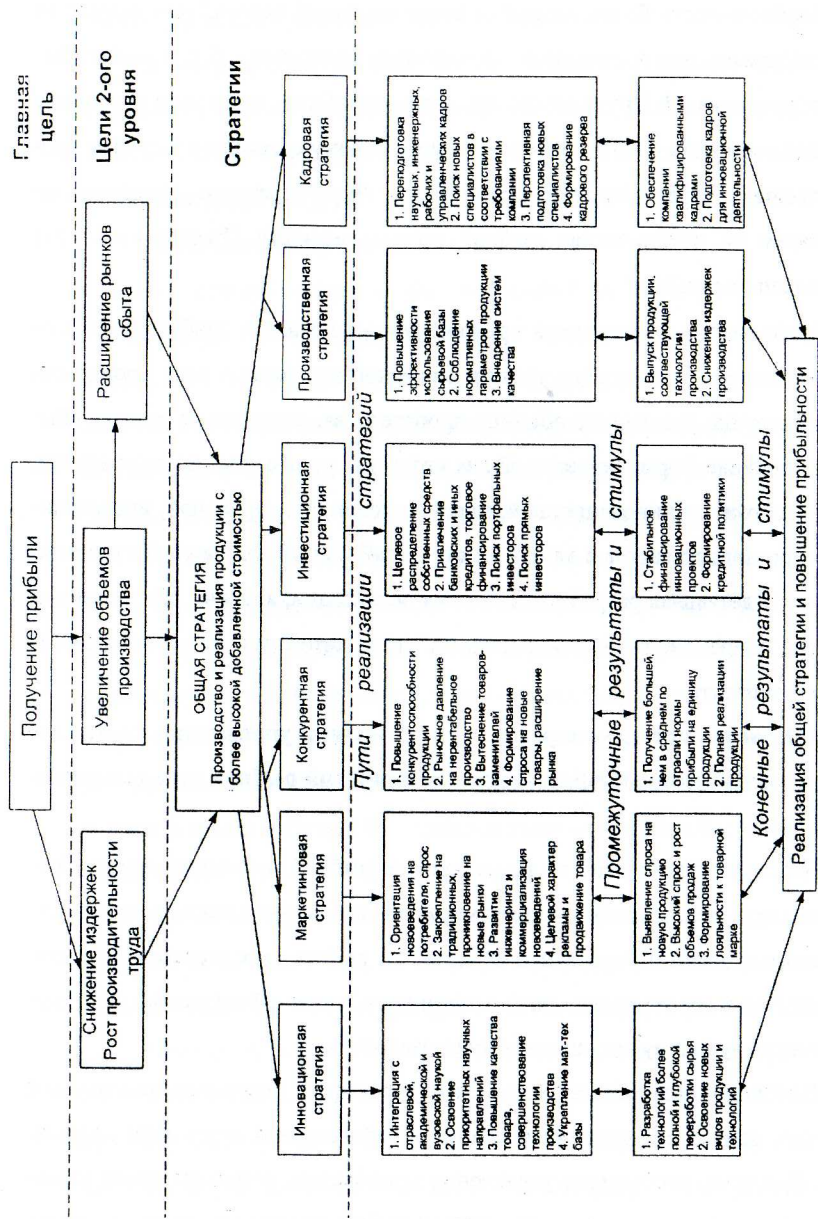 Главная
цель
Получение прибыли
Цели 2-ого
уровня
Снижение издержек
Рост производительности
труда
Увеличение объемов
производства
Расширение рынков
сбыта
Стратегии
ОБЩАЯ СТРАТЕГИЯ
Производство и реализация продукции с
более высокой добавленной стоимостью
Инновационная
стратегия
Маркетинговая
стратегия
Конкурентная
стратегия
Инвестиционная
стратегия
Производственная
стратегия
Кадровая
стратегия
Пути реализации стратегий
1. Интеграция с
отраслевой,
академической и
вузовской наукой
2. Освоение
приоритетных научных
направлений
3. Повышение качества
товара,
совершенствование
технологии
производства
4. Укрепление мат-тех
базы
1. Ориентация
нововведения на
потребителя, спрос
2. Закрепление на
традиционных,
проникновение на
новые рынки
3. Развитие
инженеринга и
коммерциализация
нововведений
4. Целевой характер
рекламы и
продвижение товара
1. Повышение
конкурентоспособности
продукции
2. Рыночное давление
на нерентабельное
производство
3. Вытеснение товаров-
заменителей
4. Формирование
спроса на новые
товары, расширение
рынка
1. Целевое
распределение
собственных средств
2. Привлечение
банковских и иных
кредитов, торговое
финансирование
3. Поиск портфельных
инвесторов
4. Поиск прямых
инвесторов
1. Повышение
эффективности
использования
сырьевой базы
2. Соблюдение
нормативных
параметров продукции
3. Внедрение систем
качества
1. Переподготовка
научных, инженержных,
рабочих и
управленческих кадров
2. Поиск новых
специалистов в
соответствии с
требованиями
компании
3. Перспективная
подготовка новых
специалистов
4. Формирование
кадрового резерва
Промежуточные результаты и стимулы
1. Разработка
технологий более
полной и глубокой
переработки сырья
2. Освоение новых
видов продукции и
технологий
1. Выявление спроса на
новую продукцию
2. Высокий спрос и рост
объемов продаж
3. Формирование
лояльности к товарной
марке
1. Получение большей,
чем в среднем по
отрасли нормы
прибыли на единицу
продукции
2. Полная реализация
продукции
1. Стабильное
финансирование
инновационных
проектов
2. Формирование
кредитной политики
1. Выпуск продукции,
соотвествующей
технологии
производства
2. Снижение издержек
производства
1. Обеспечение
компании
квалифицированными
кадрами
2. Подготовка кадров
для инновационной
деятельности
Конечные результаты и стимулы
Реализация общей стратегии и повышение прибыльности